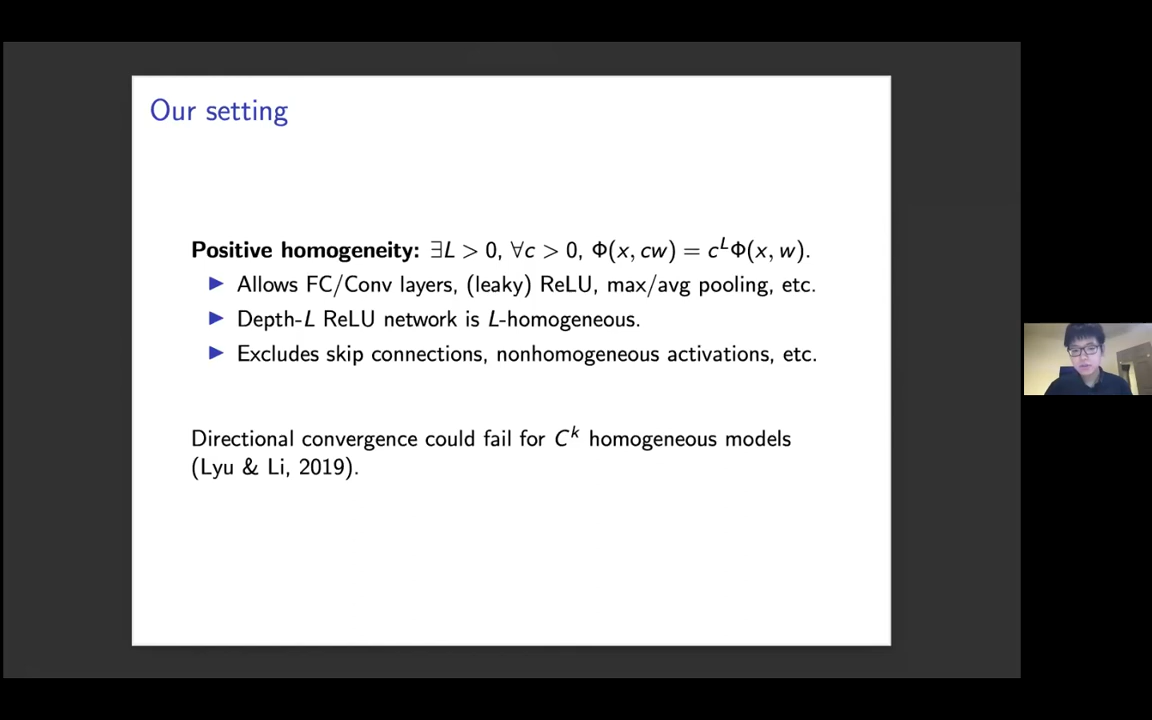 Our setting
Positive homogeneity: ∃L > 0, ∀c > 0, Φ(x, cw) = c^L Φ(x, w).
▶ Allows FC/Conv layers, (leaky) ReLU, max/avg pooling, etc.
▶ Depth-L ReLU network is L-homogeneous.
▶ Excludes skip connections, nonhomogeneous activations, etc.
Directional convergence could fail for C^k homogeneous models
(Lyu & Li, 2019).